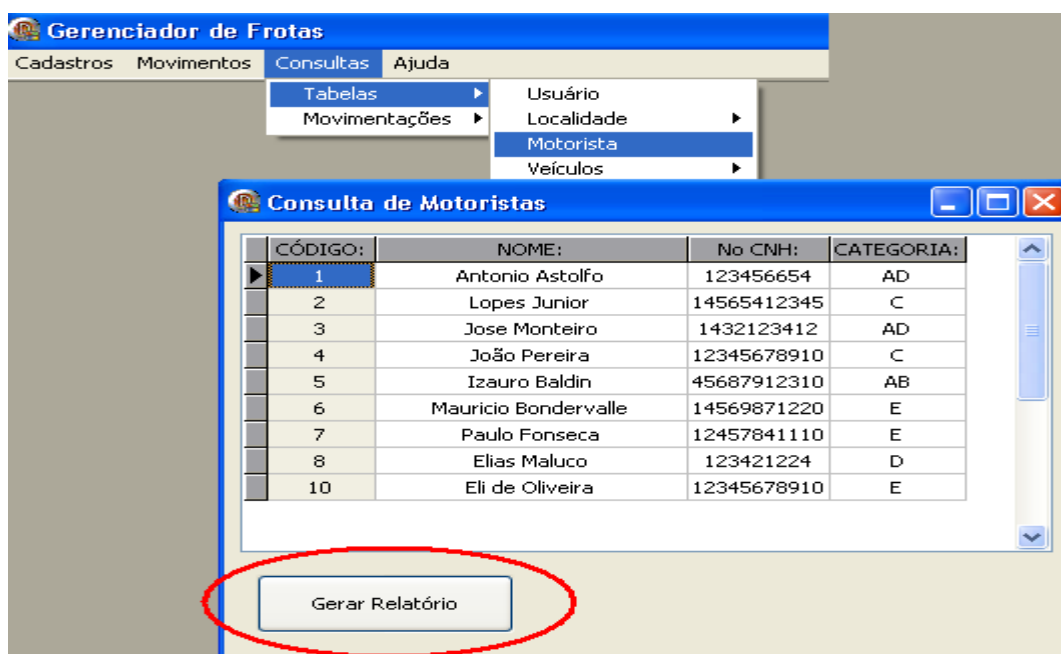 Gerenciador de Frotas
Cadastros Movimentos Consultas Ajuda
Tabelas Usuário
Movimentações Localidade
Motorista
Veículos
Consulta de Motoristas
CÓDIGO: NOME: No CNH: CATEGORIA:
1 Antonio Astolfo 123456654 AD
2 Lopes Junior 14565412345 C
3 Jose Monteiro 1432123412 AD
4 João Pereira 12345678910 C
5 Izauro Baldin 45687912310 AB
6 Mauricio Bondervalle 14569871220 E
7 Paulo Fonseca 12457841110 E
8 Elias Maluco 123421224 D
10 Eli de Oliveira 12345678910 E
Gerar Relatório